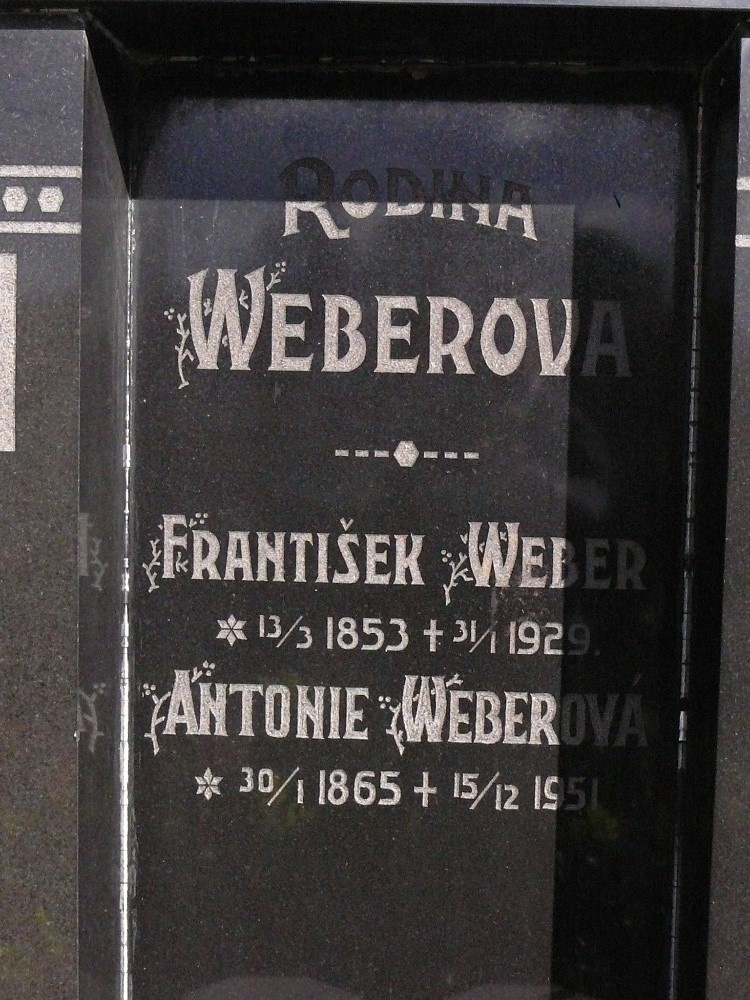 RODINA
WEBEROVA
FRANTIŠEK WEBER
* 13/3 1853 + 31/1 1929.
ANTONIE WEBEROVÁ
* 30/1 1865 + 15/12 1951